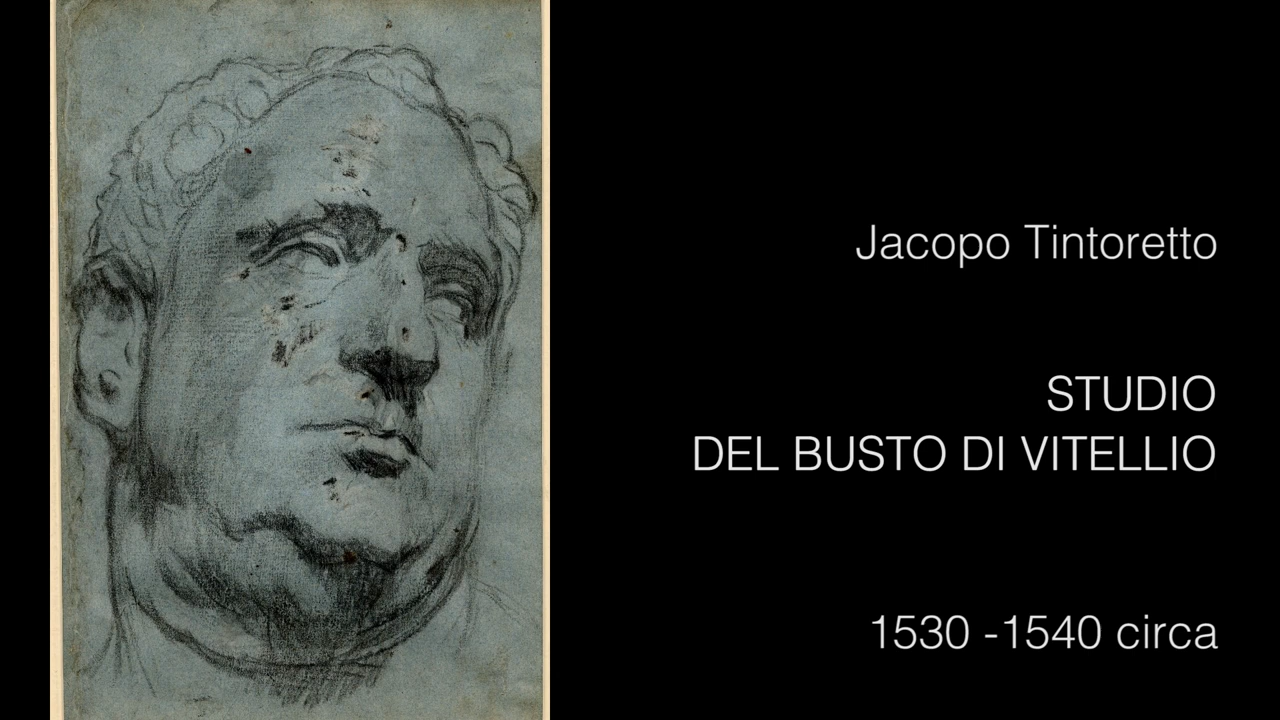 Jacopo Tintoretto
STUDIO
DEL BUSTO DI VITELLIO
1530 -1540 circa